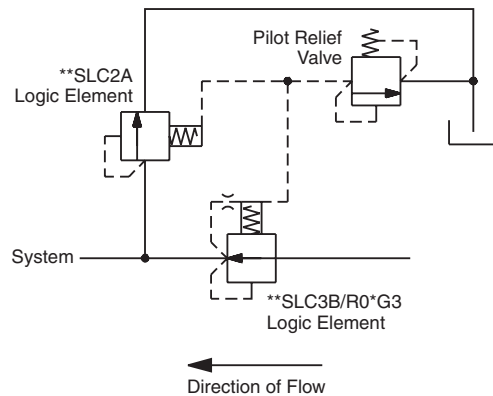 Pilot Relief
Valve
**SLC2A
Logic Element
System
**SLC3B/R0*G3
Logic Element
Direction of Flow